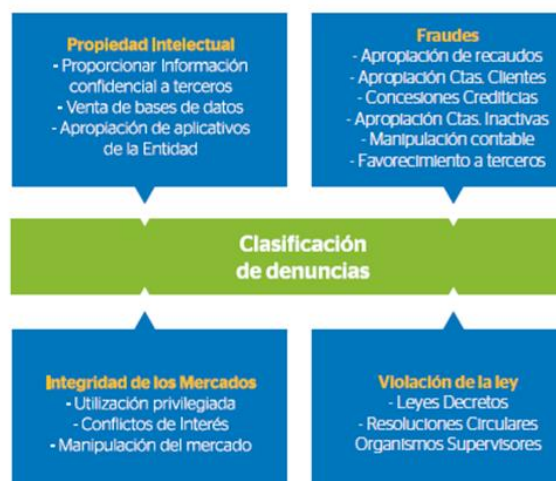 Propiedad Intelectual
- Proporcionar Información
confidencial a terceros
- Venta de bases de datos
- Apropiación de aplicativos
de la Entidad
Fraudes
- Apropiación de recaudos
- Apropiación Ctas. Clientes
- Concesiones Crediticias
- Apropiación Ctas. Inactivas
- Manipulación contable
- Favorecimiento a terceros
Clasificación
de denuncias
Integridad de los Mercados
- Utilización privilegiada
- Conflictos de Interés
- Manipulación del mercado
Violación de la ley
- Leyes Decretos
- Resoluciones Circulares
Organismos Supervisores